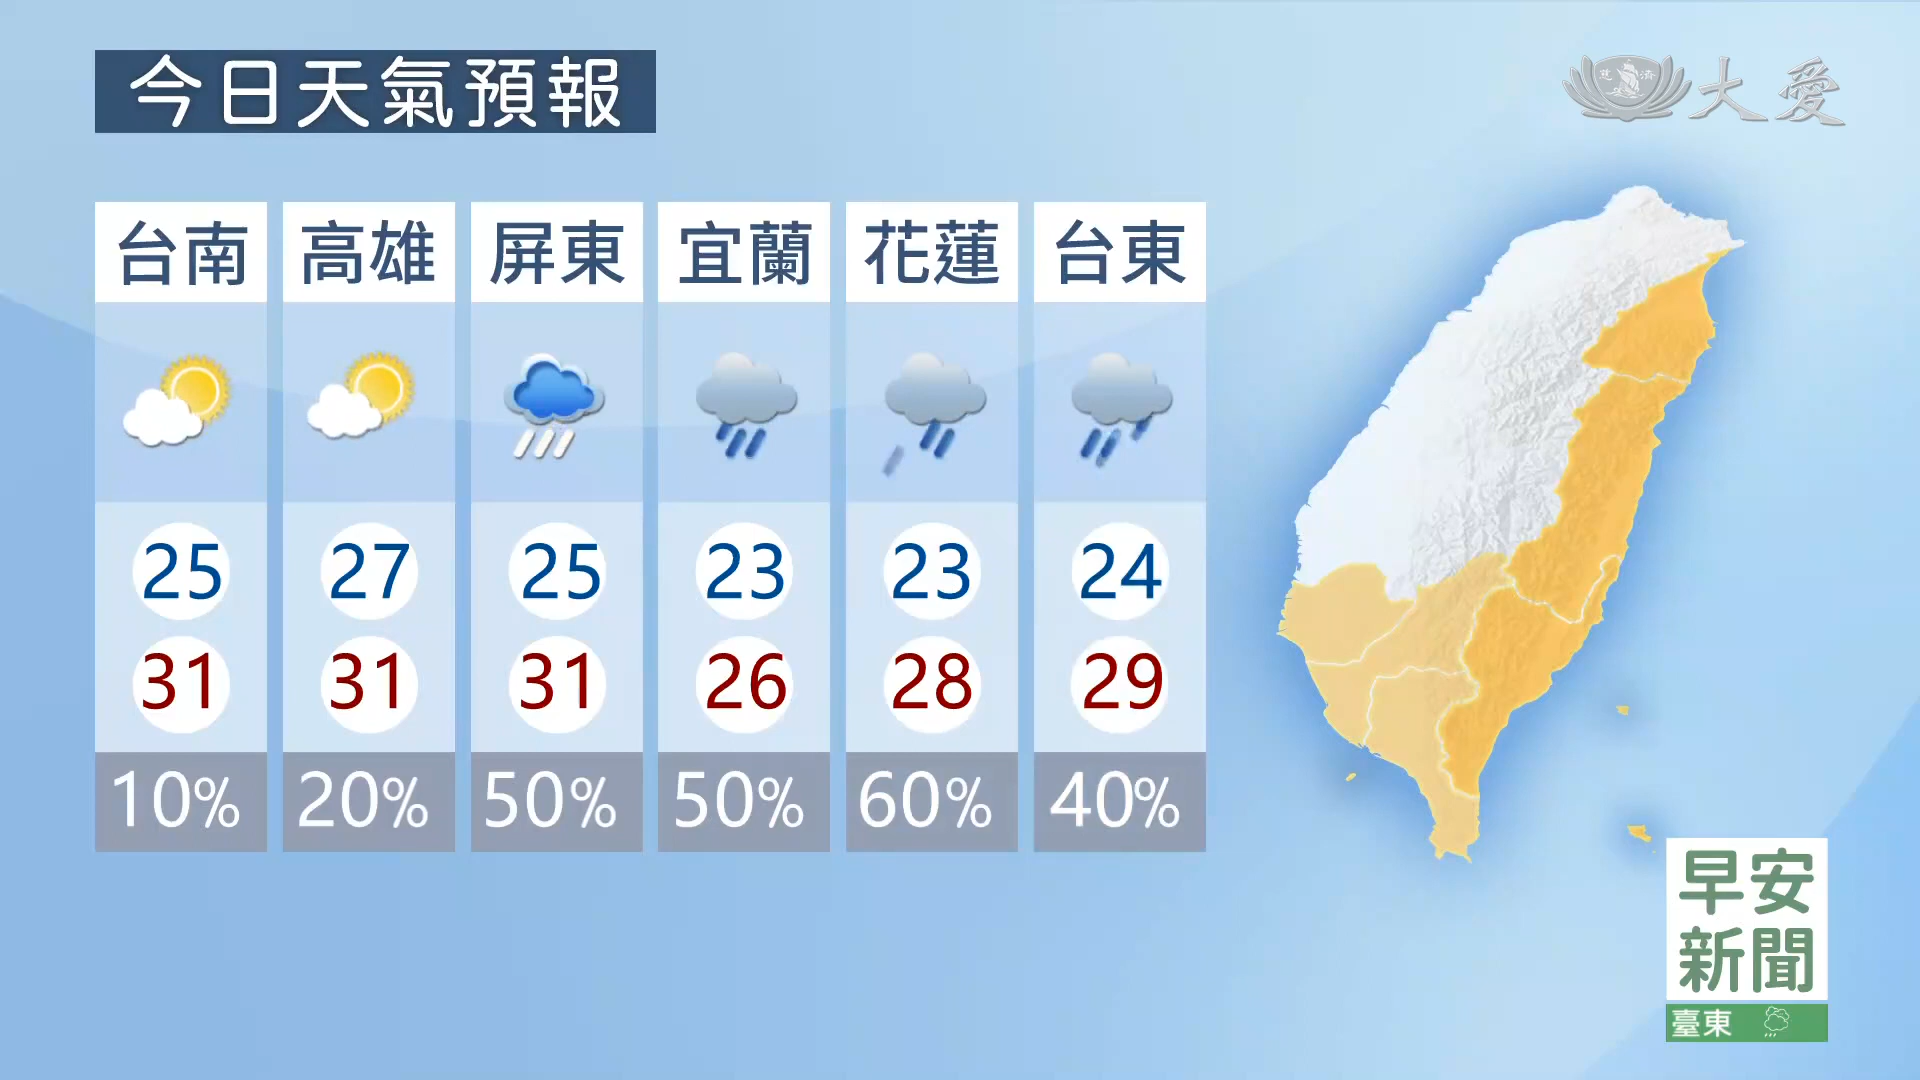 今日天氣預報
大愛
慈濟
台南 高雄 屏東 宜蘭 花蓮 台東
25 27 25 23 23 24
31 31 31 26 28 29
10% 20% 50% 50% 60% 40%
早安
新聞
臺東